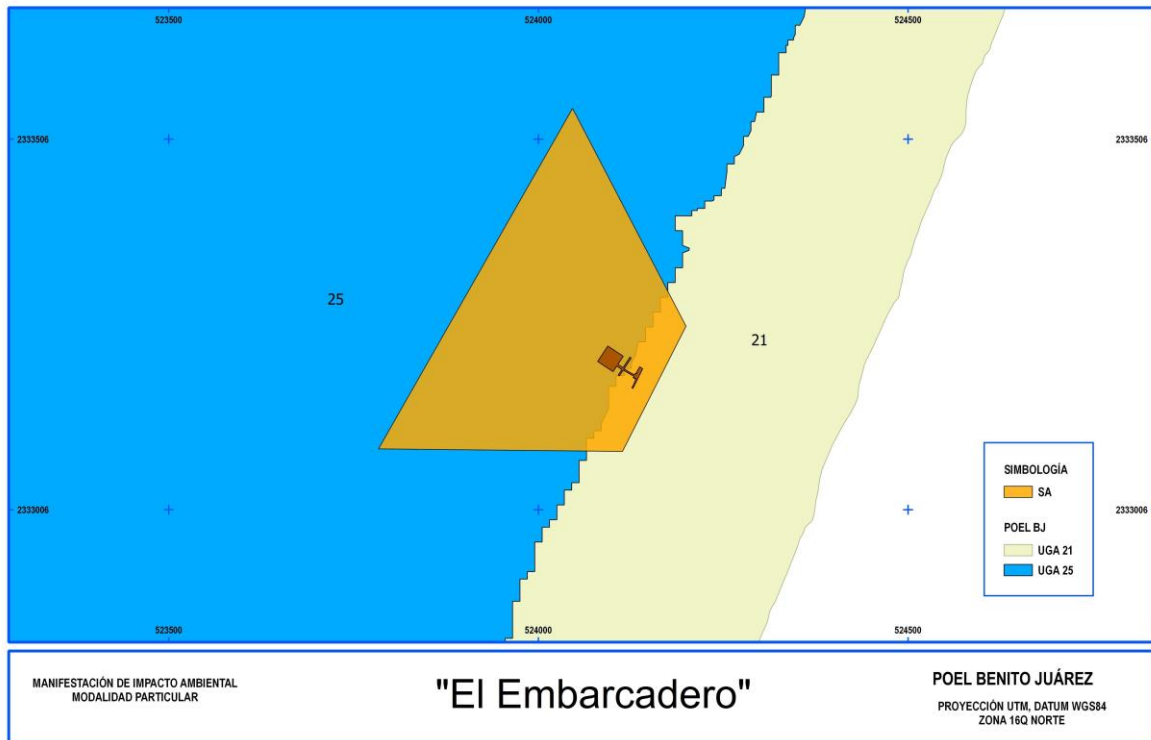 523500
524000
524500
2333506
2333506
25
21
SIMBOLOGÍA
SA
POEL BJ
UGA 21
UGA 25
2333006
2333006
523500
524000
524500
MANIFESTACIÓN DE IMPACTO AMBIENTAL
MODALIDAD PARTICULAR
"El Embarcadero"
POEL BENITO JUÁREZ
PROYECCIÓN UTM, DATUM WGS84
ZONA 16Q NORTE